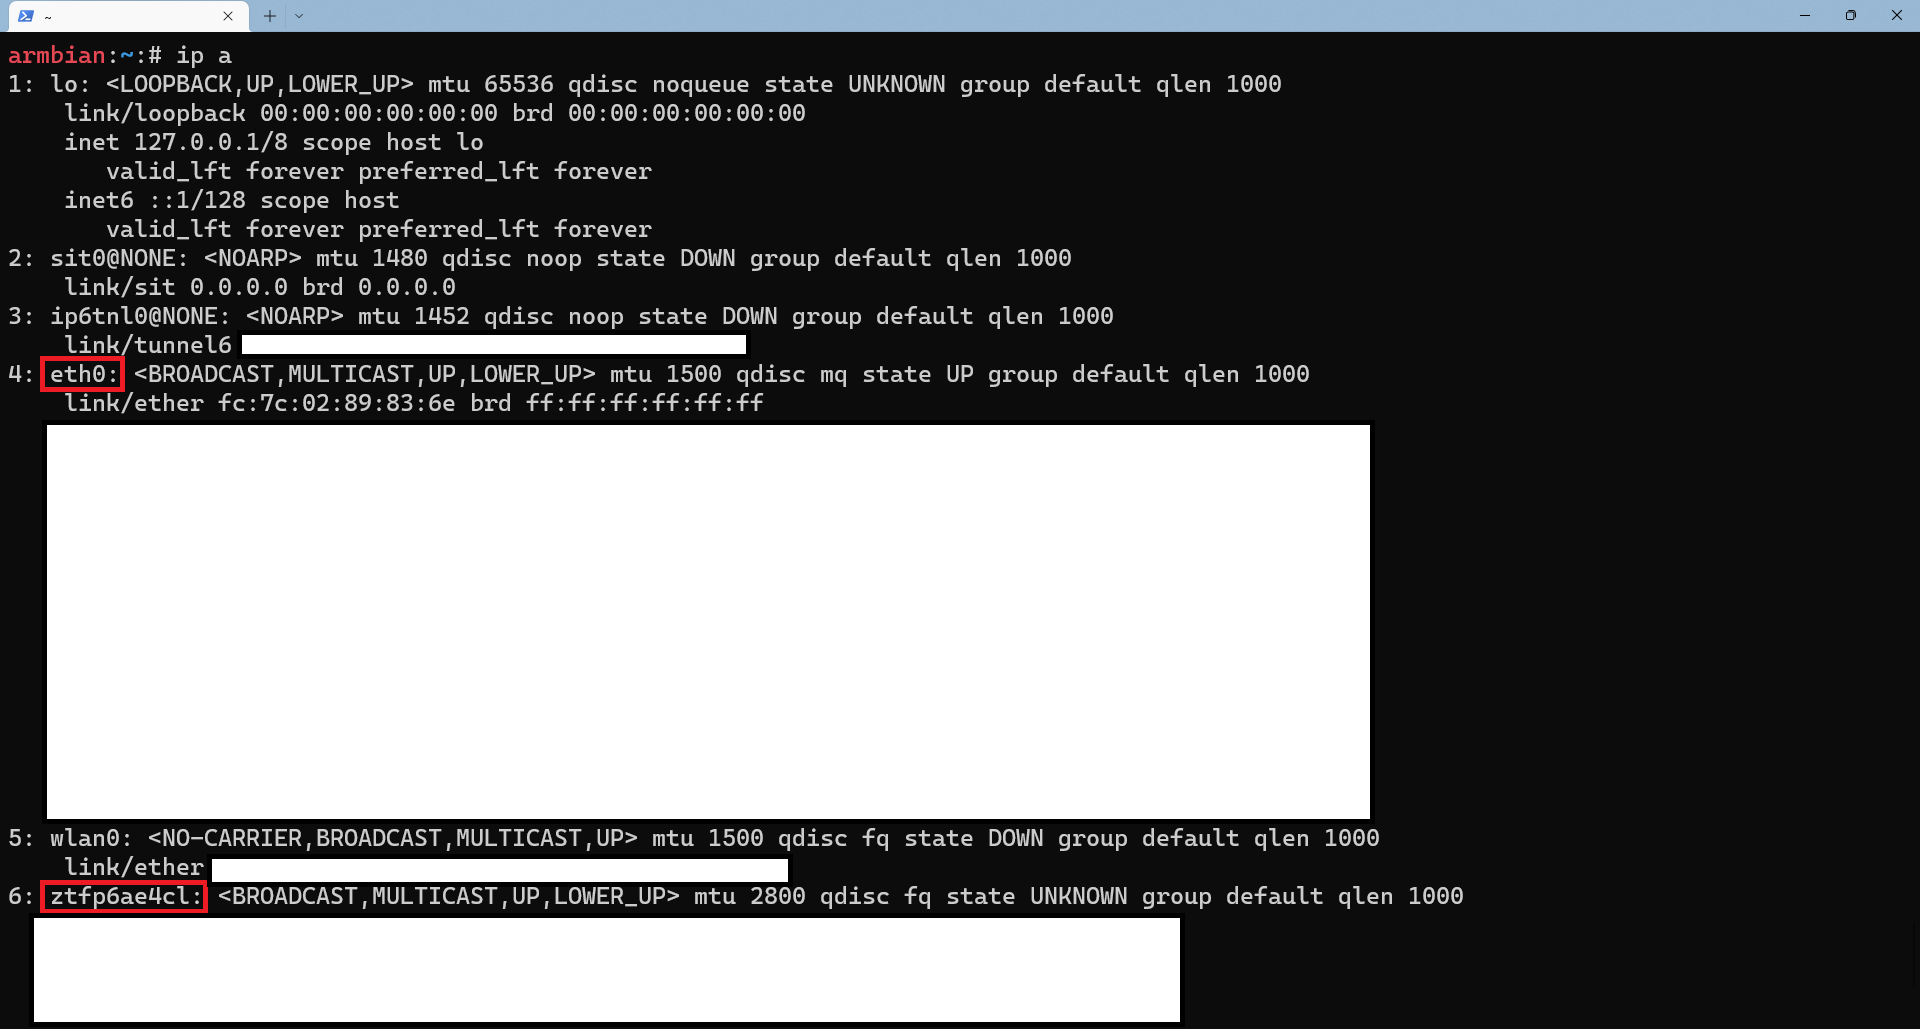 ~
armbian:~:# ip a
1: lo: <LOOPBACK,UP,LOWER_UP> mtu 65536 qdisc noqueue state UNKNOWN group default qlen 1000
    link/loopback 00:00:00:00:00:00 brd 00:00:00:00:00:00
    inet 127.0.0.1/8 scope host lo
       valid_lft forever preferred_lft forever
    inet6 ::1/128 scope host
       valid_lft forever preferred_lft forever
2: sit0@NONE: <NOARP> mtu 1480 qdisc noop state DOWN group default qlen 1000
    link/sit 0.0.0.0 brd 0.0.0.0
3: ip6tnl0@NONE: <NOARP> mtu 1452 qdisc noop state DOWN group default qlen 1000
    link/tunnel6
4: eth0: <BROADCAST,MULTICAST,UP,LOWER_UP> mtu 1500 qdisc mq state UP group default qlen 1000
    link/ether fc:7c:02:89:83:6e brd ff:ff:ff:ff:ff:ff
5: wlan0: <NO-CARRIER,BROADCAST,MULTICAST,UP> mtu 1500 qdisc fq state DOWN group default qlen 1000
    link/ether
6: ztfp6ae4cl: <BROADCAST,MULTICAST,UP,LOWER_UP> mtu 2800 qdisc fq state UNKNOWN group default qlen 1000